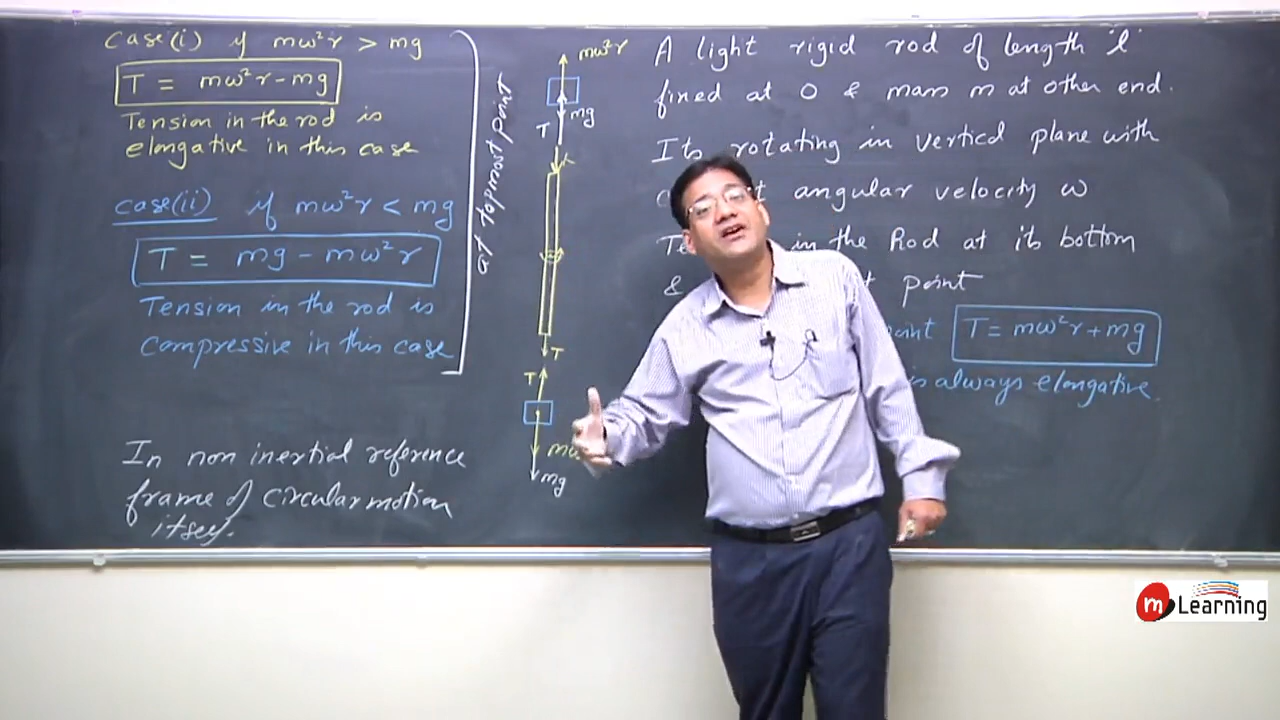 Case(i) if mω²r > mg
T = mω²r-mg
Tension in the rod is
elongative in this case
case(ii) if mω²r < mg
T = mg - mω²r
Tension in the rod is
compressive in this case
at topmost point
In non inertial reference
frame of circular motion
itself.
mω²r
mg
T
T
T
mg
A light rigid rod of length 'l'
fixed at O & mass m at other end.
Its rotating in vertical plane with
angular velocity ω
in the Rod at its bottom
& point
T = mω²r+mg
is always elongative.
m Learning